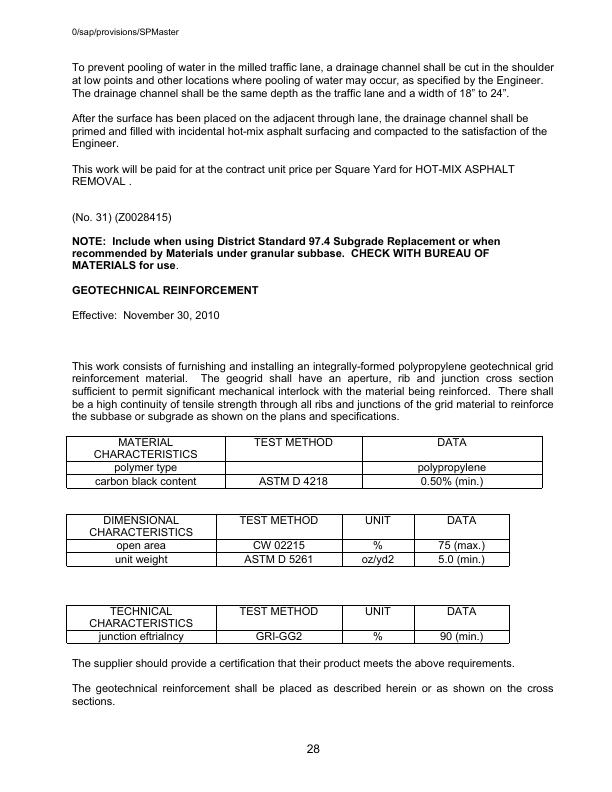 0/sap/provisions/SPMaster
To prevent pooling of water in the milled traffic lane, a drainage channel shall be cut in the shoulder
at low points and other locations where pooling of water may occur, as specified by the Engineer.
The drainage channel shall be the same depth as the traffic lane and a width of 18” to 24”.
After the surface has been placed on the adjacent through lane, the drainage channel shall be
primed and filled with incidental hot-mix asphalt surfacing and compacted to the satisfaction of the
Engineer.
This work will be paid for at the contract unit price per Square Yard for HOT-MIX ASPHALT
REMOVAL .
(No. 31) (Z0028415)
NOTE: Include when using District Standard 97.4 Subgrade Replacement or when
recommended by Materials under granular subbase. CHECK WITH BUREAU OF
MATERIALS for use.
GEOTECHNICAL REINFORCEMENT
Effective: November 30, 2010
This work consists of furnishing and installing an integrally-formed polypropylene geotechnical grid
reinforcement material. The geogrid shall have an aperture, rib and junction cross section
sufficient to permit significant mechanical interlock with the material being reinforced. There shall
be a high continuity of tensile strength through all ribs and junctions of the grid material to reinforce
the subbase or subgrade as shown on the plans and specifications.
MATERIAL TEST METHOD DATA
CHARACTERISTICS
polymer type polypropylene
carbon black content ASTM D 4218 0.50% (min.)
DIMENSIONAL TEST METHOD UNIT DATA
CHARACTERISTICS
open area CW 02215 % 75 (max.)
unit weight ASTM D 5261 oz/yd2 5.0 (min.)
TECHNICAL TEST METHOD UNIT DATA
CHARACTERISTICS
junction eftrialncy GRI-GG2 % 90 (min.)
The supplier should provide a certification that their product meets the above requirements.
The geotechnical reinforcement shall be placed as described herein or as shown on the cross
sections.
28